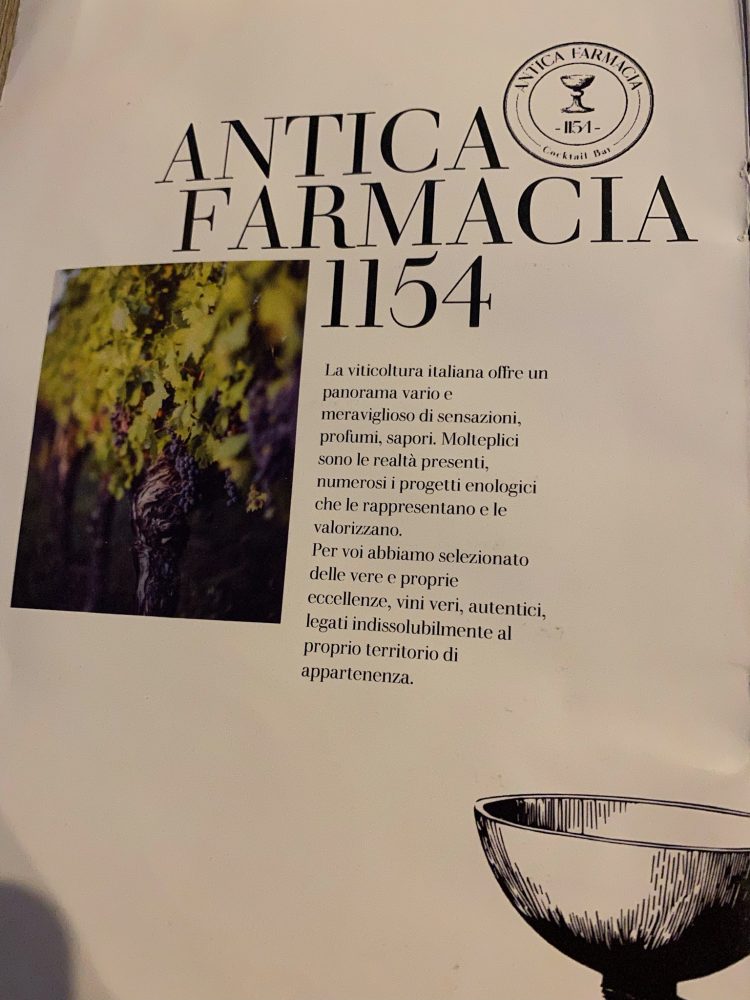 ANTICA FARMACIA
-1154-
Cocktail Bar
ANTICA
FARMACIA
1154
La viticoltura italiana offre un
panorama vario e
meraviglioso di sensazioni,
profumi, sapori. Molteplici
sono le realtà presenti,
numerosi i progetti enologici
che le rappresentano e le
valorizzano.
Per voi abbiamo selezionato
delle vere e proprie
eccellenze, vini veri, autentici,
legati indissolubilmente al
proprio territorio di
appartenenza.